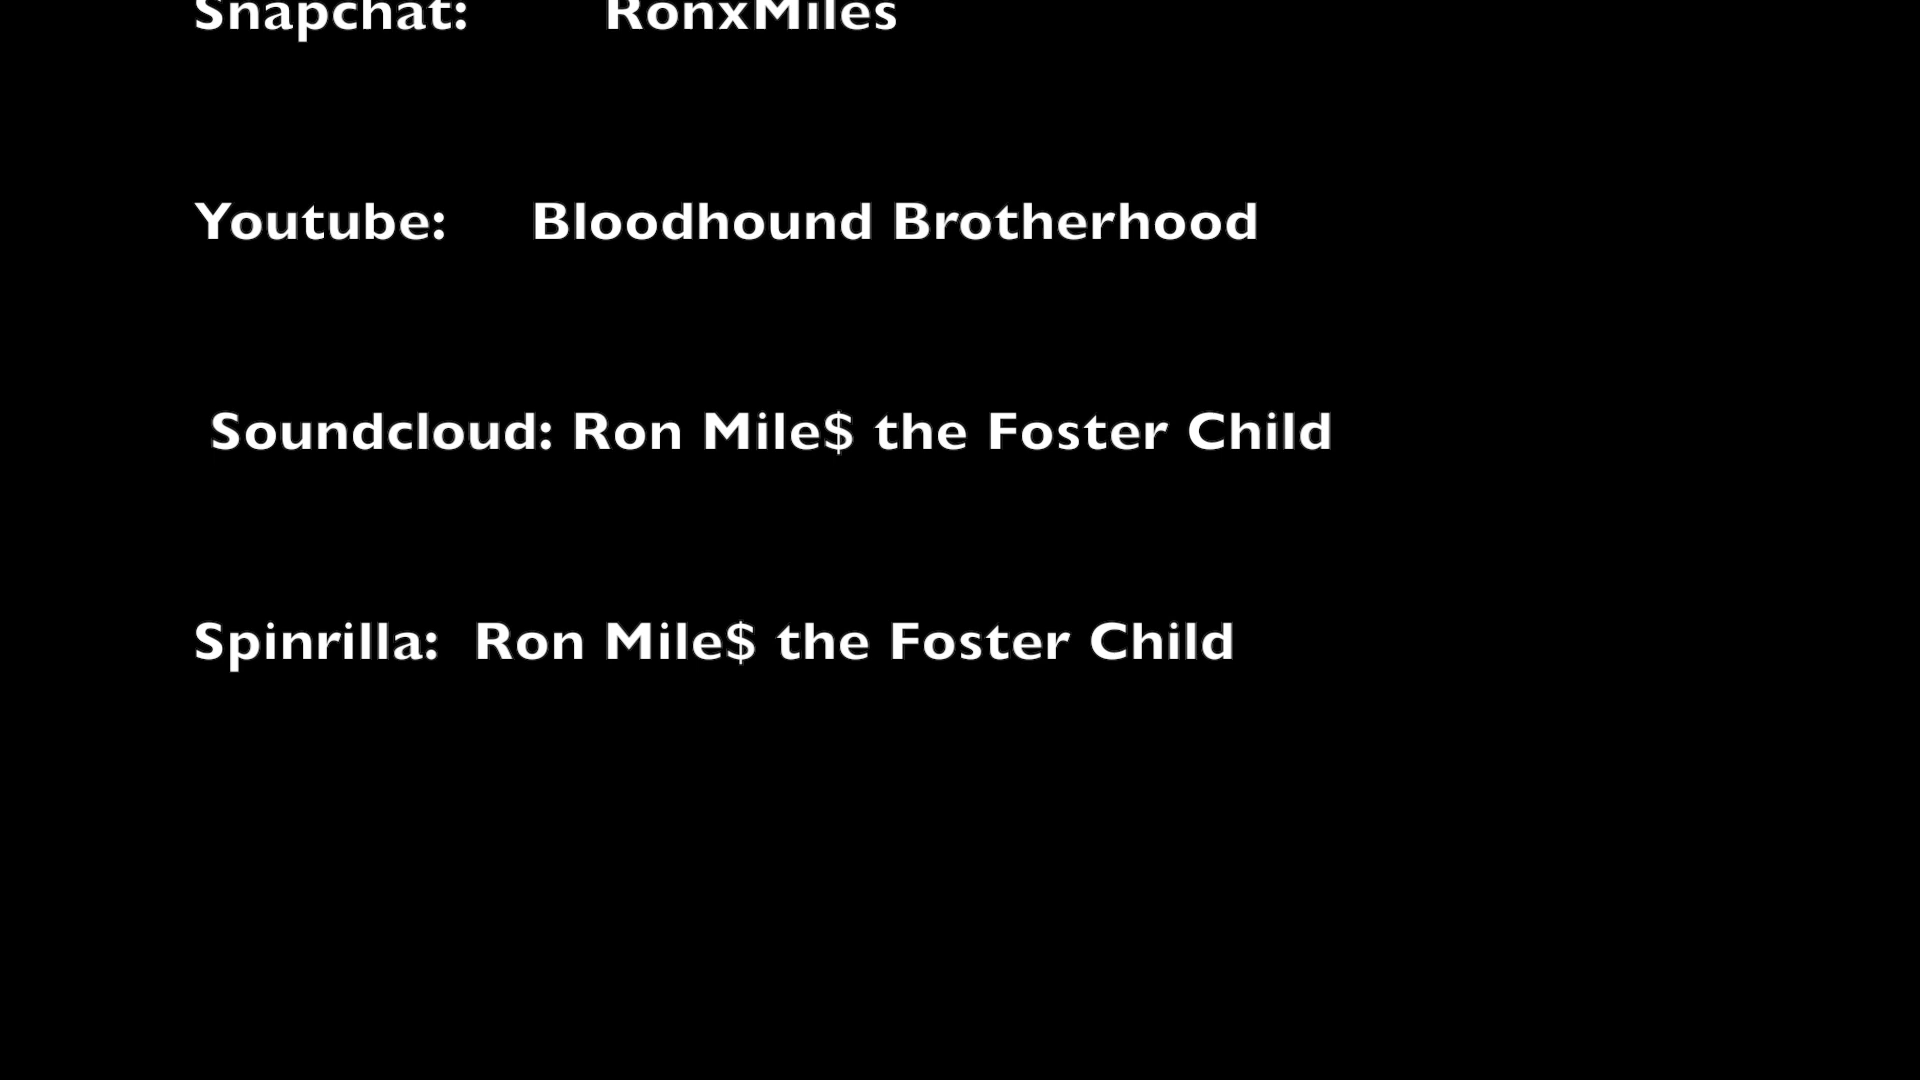 Snapchat: RonxMiles
Youtube: Bloodhound Brotherhood
Soundcloud: Ron Mile$ the Foster Child
Spinrilla: Ron Mile$ the Foster Child